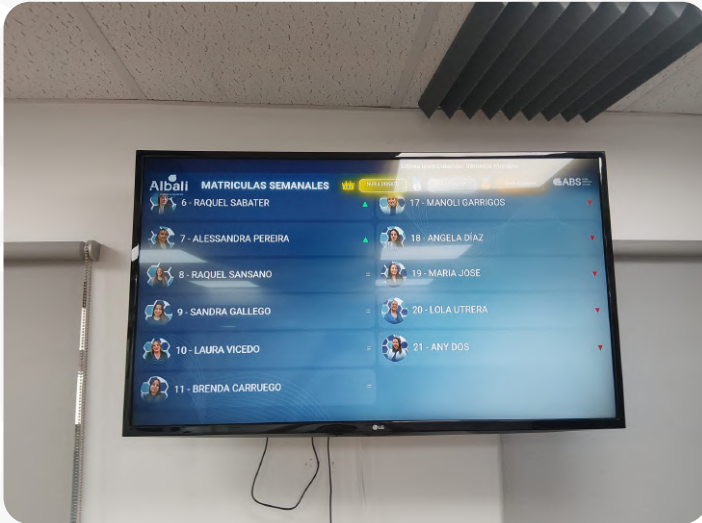 Albali
MATRICULAS SEMANALES
ABS
6 - RAQUEL SABATER
7 - ALESSANDRA PEREIRA
8 - RAQUEL SANSANO
9 - SANDRA GALLEGO
10 - LAURA VICEDO
11 - BRENDA CARRUEGO
17 - MANOLI GARRIGOS
18 - ANGELA DÍAZ
19 - MARIA JOSE
20 - LOLA UTRERA
21 - ANY DOS
LG